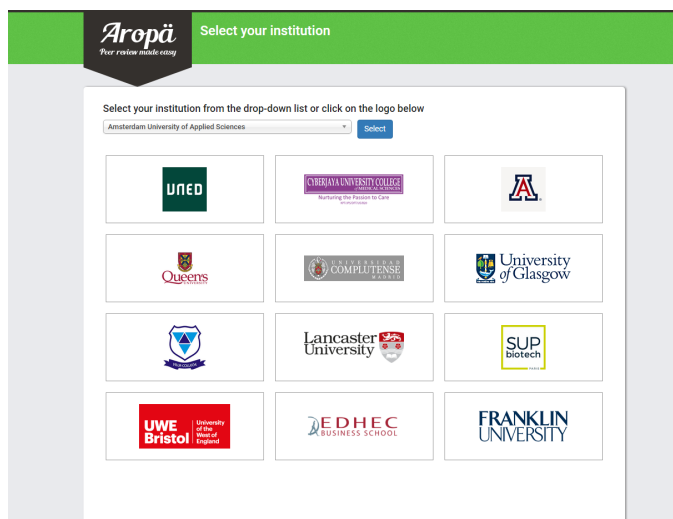 Aropä
Peer review made easy
Select your institution
Select your institution from the drop-down list or click on the logo below
Amsterdam University of Applied Sciences
Select
UNED
CYBERJAYA UNIVERSITY COLLEGE
OF MEDICAL SCIENCES
Nurturing the Passion to Care
A
Queen's
UNIVERSITY
UNIVERSIDAD
COMPLUTENSE
MADRID
University
of Glasgow
Lancaster
University
SUP
biotech
PARIS
UWE
Bristol
University
of the
West of
England
EDHEC
BUSINESS SCHOOL
FRANKLIN
UNIVERSITY